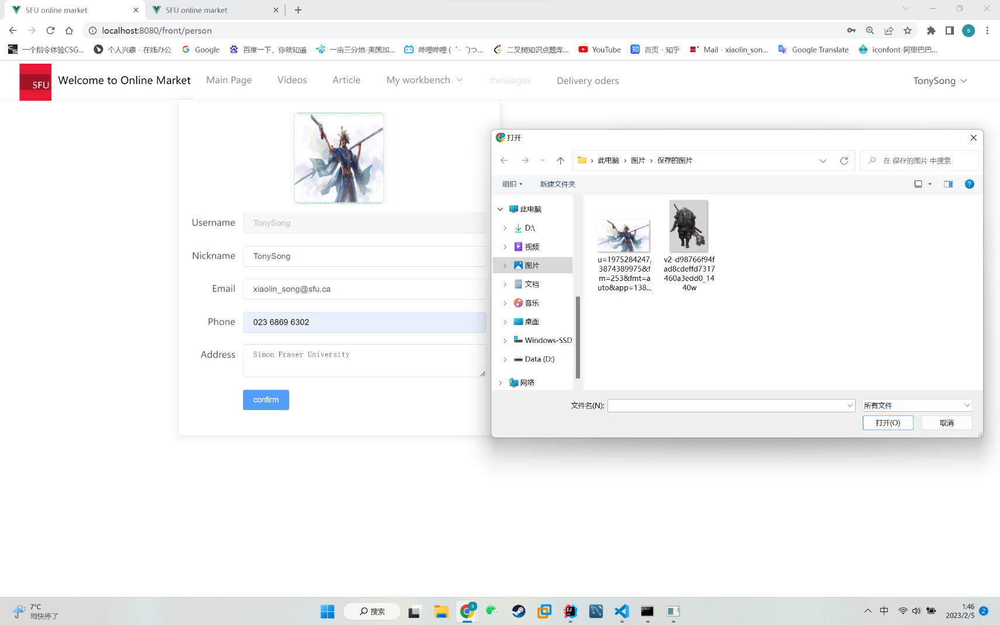 SFU online market
SFU online market
localhost:8080/front/person
一个指令体验CSG...
个人兴趣 - 在线办公
Google
百度一下，你就知道
一亩三分地-美国加...
哔哩哔哩 ( ゜- ゜)つ...
二叉树知识点题库...
YouTube
首页 - 知乎
Mail - xiaolin_son...
Google Translate
iconfont-阿里巴巴...
SFU
Welcome to Online Market
Main Page
Videos
Article
My workbench
messages
Delivery oders
TonySong
Username
TonySong
Nickname
TonySong
Email
xiaolin_song@sfu.ca
Phone
023 6869 6302
Address
Simon Fraser University
confirm
打开
此电脑 › 图片 › 保存的图片
在 保存的图片 中搜索
组织
新建文件夹
此电脑
D:\
视频
图片
文档
音乐
桌面
Windows-SSD
Data (D:)
网络
u=1975284247,
3874389975&f
m=253&fmt=a
uto&app=138...
v2-d98766f94f
ad8cdeffd7317
460a3edd0_14
40w
文件名(N):
所有文件
打开(O)
取消
7°C
雨快停了
搜索
中
1:46
2023/2/5
2